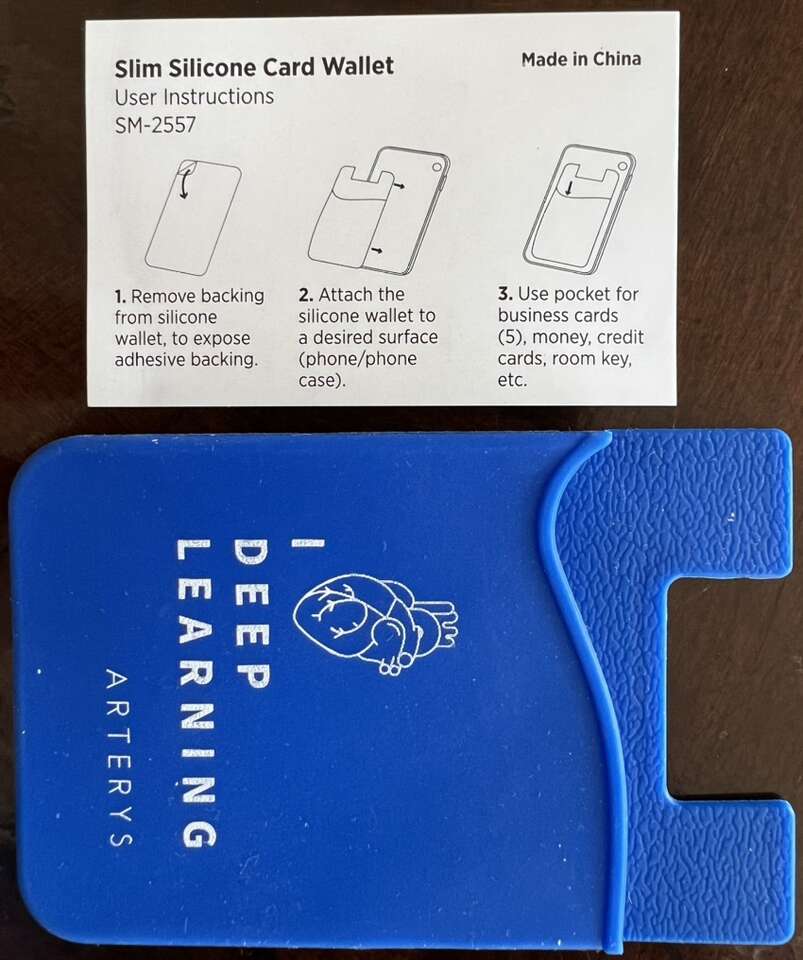 Slim Silicone Card Wallet
User Instructions
SM-2557
Made in China
1. Remove backing
from silicone
wallet, to expose
adhesive backing.
2. Attach the
silicone wallet to
a desired surface
(phone/phone
case).
3. Use pocket for
business cards
(5), money, credit
cards, room key,
etc.
I
DEEP
LEARNING
ARTERYS